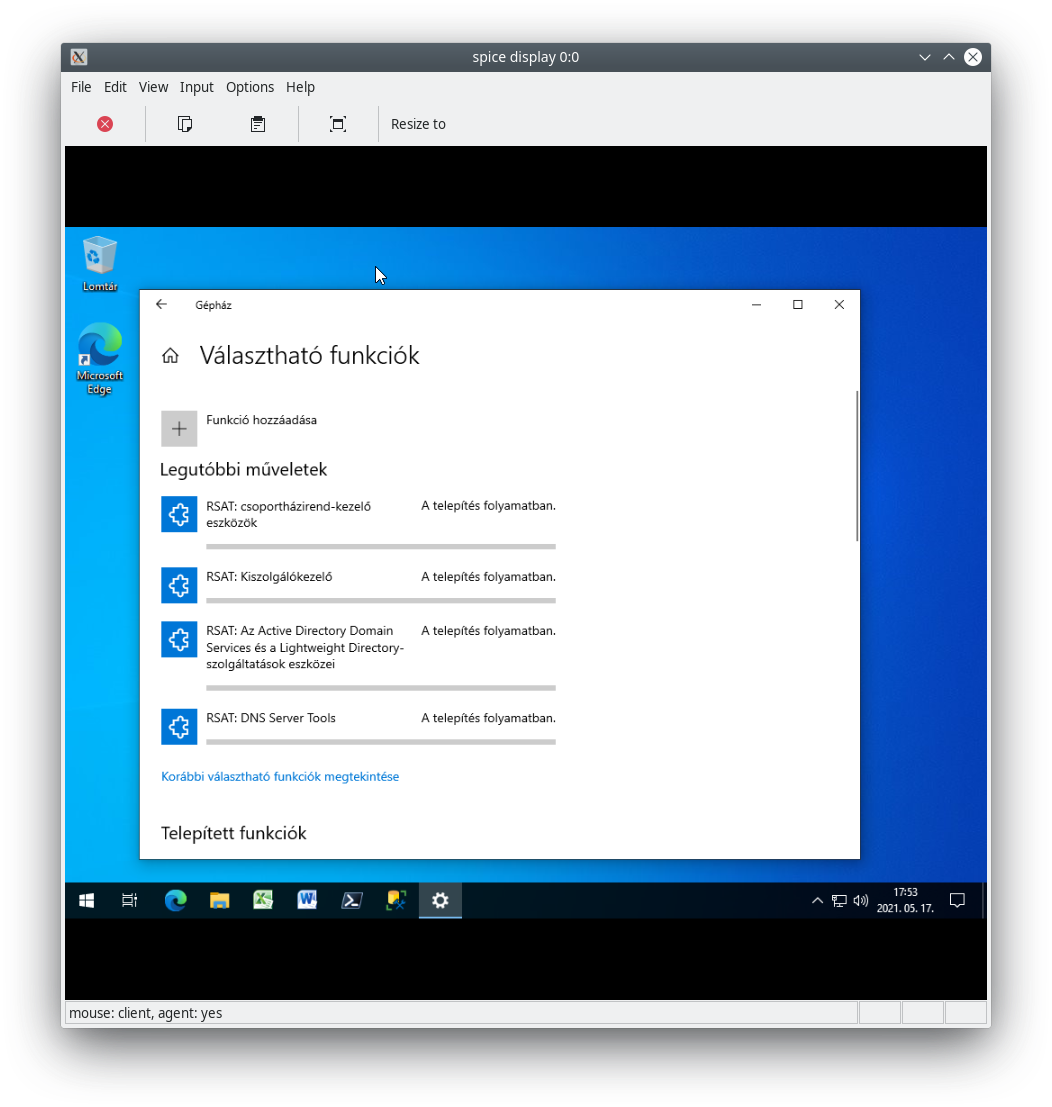 spice display 0:0
File Edit View Input Options Help
Resize to
Lomtár
Microsoft
Edge
Gépház
Választható funkciók
Funkció hozzáadása
Legutóbbi műveletek
RSAT: csoportházirend-kezelő
eszközök
A telepítés folyamatban.
RSAT: Kiszolgálókezelő
A telepítés folyamatban.
RSAT: Az Active Directory Domain
Services és a Lightweight Directory-
szolgáltatások eszközei
A telepítés folyamatban.
RSAT: DNS Server Tools
A telepítés folyamatban.
Korábbi választható funkciók megtekintése
Telepített funkciók
17:53
2021. 05. 17.
mouse: client, agent: yes